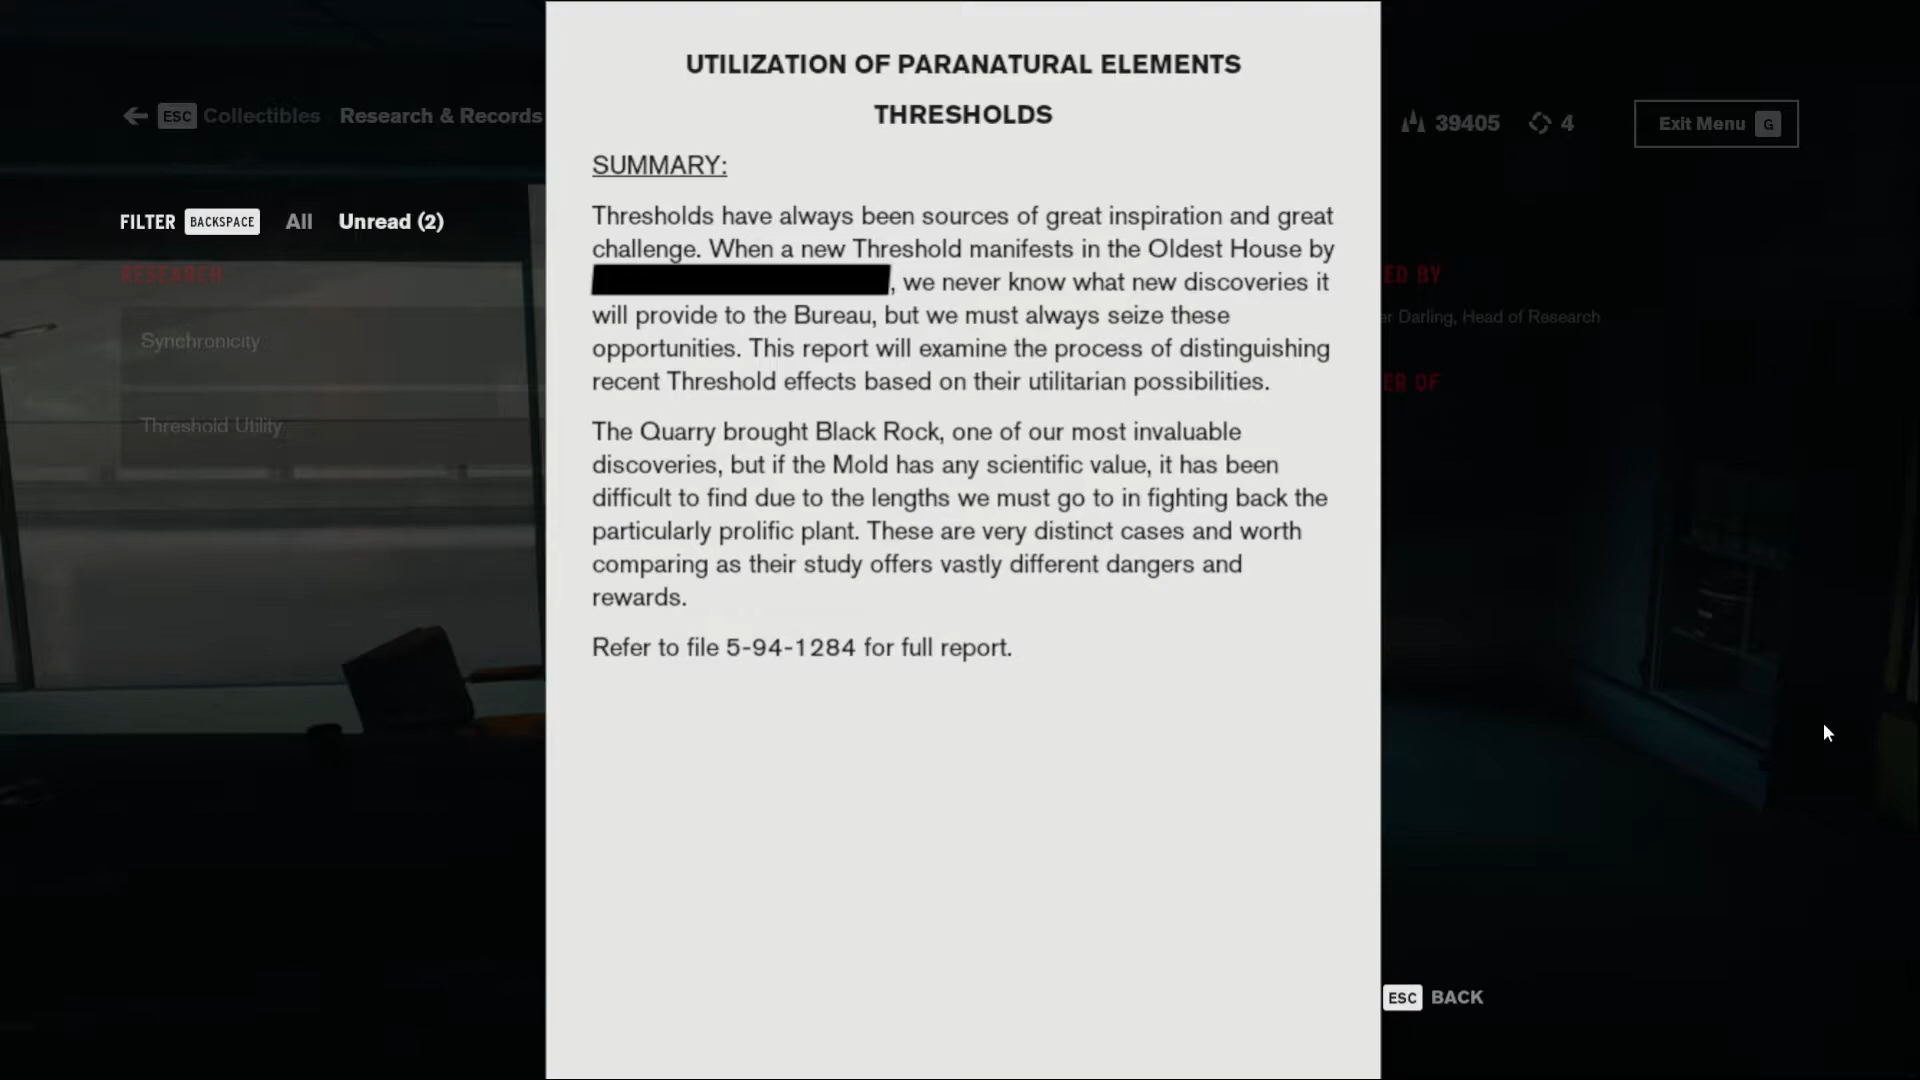 UTILIZATION OF PARANATURAL ELEMENTS
THRESHOLDS
ESC Collectibles Research & Records
39405 4 Exit Menu G
SUMMARY:
FILTER BACKSPACE All Unread (2)
Thresholds have always been sources of great inspiration and great
challenge. When a new Threshold manifests in the Oldest House by
, we never know what new discoveries it
will provide to the Bureau, but we must always seize these
opportunities. This report will examine the process of distinguishing
recent Threshold effects based on their utilitarian possibilities.
The Quarry brought Black Rock, one of our most invaluable
discoveries, but if the Mold has any scientific value, it has been
difficult to find due to the lengths we must go to in fighting back the
particularly prolific plant. These are very distinct cases and worth
comparing as their study offers vastly different dangers and
rewards.
Refer to file 5-94-1284 for full report.
RESEARCH
Synchronicity
Threshold Utility
ED BY
er Darling, Head of Research
ER OF
ESC BACK